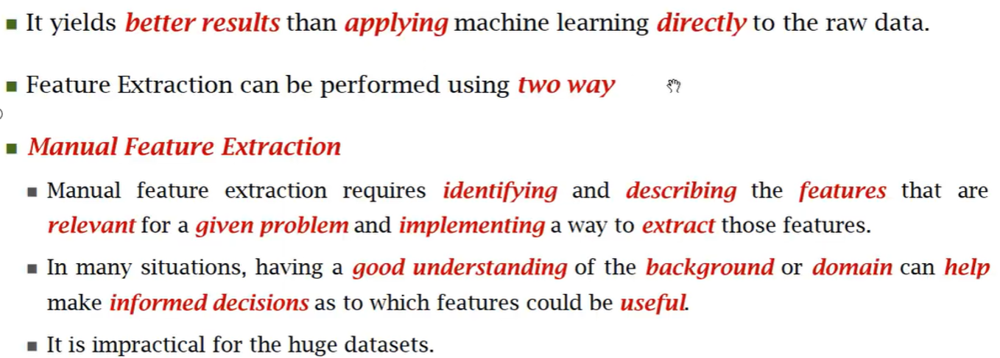 It yields better results than applying machine learning directly to the raw data.
Feature Extraction can be performed using two way
Manual Feature Extraction
Manual feature extraction requires identifying and describing the features that are
relevant for a given problem and implementing a way to extract those features.
In many situations, having a good understanding of the background or domain can help
make informed decisions as to which features could be useful.
It is impractical for the huge datasets.